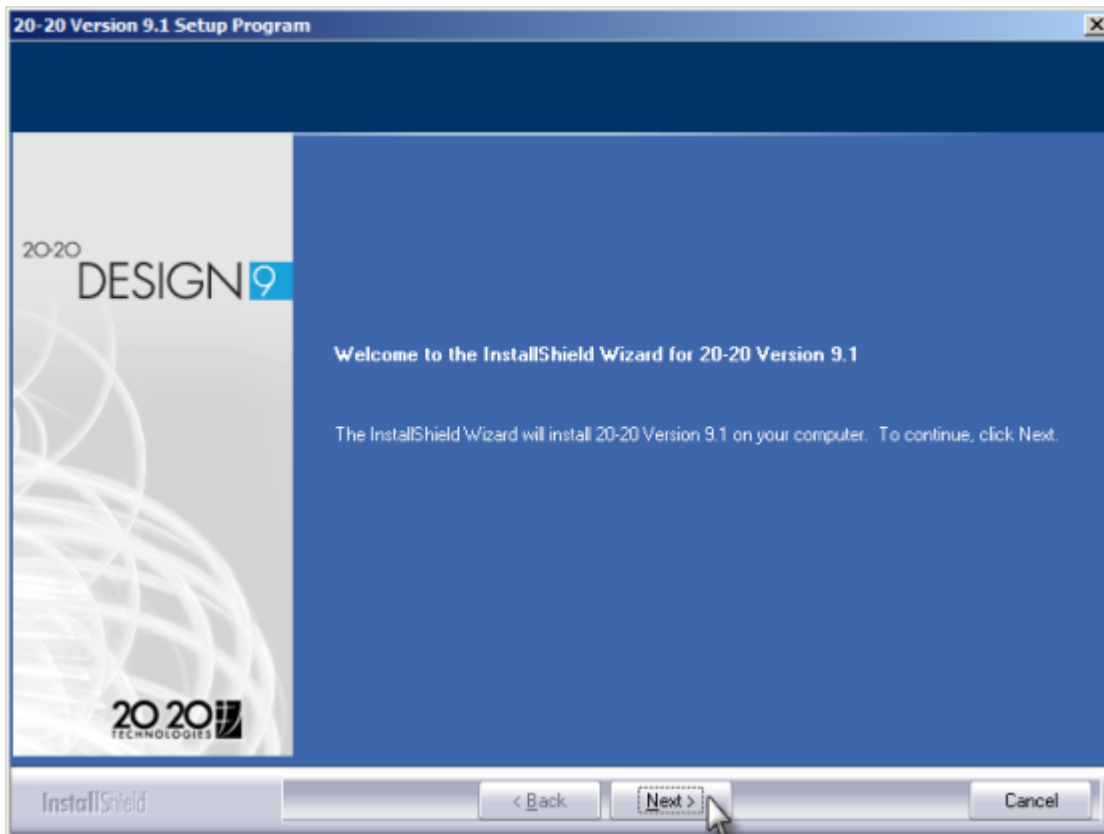 20-20 Version 9.1 Setup Program
20-20
DESIGN 9
Welcome to the InstallShield Wizard for 20-20 Version 9.1
The InstallShield Wizard will install 20-20 Version 9.1 on your computer.  To continue, click Next.
20 20
TECHNOLOGIES
InstallShield
< Back
Next >
Cancel